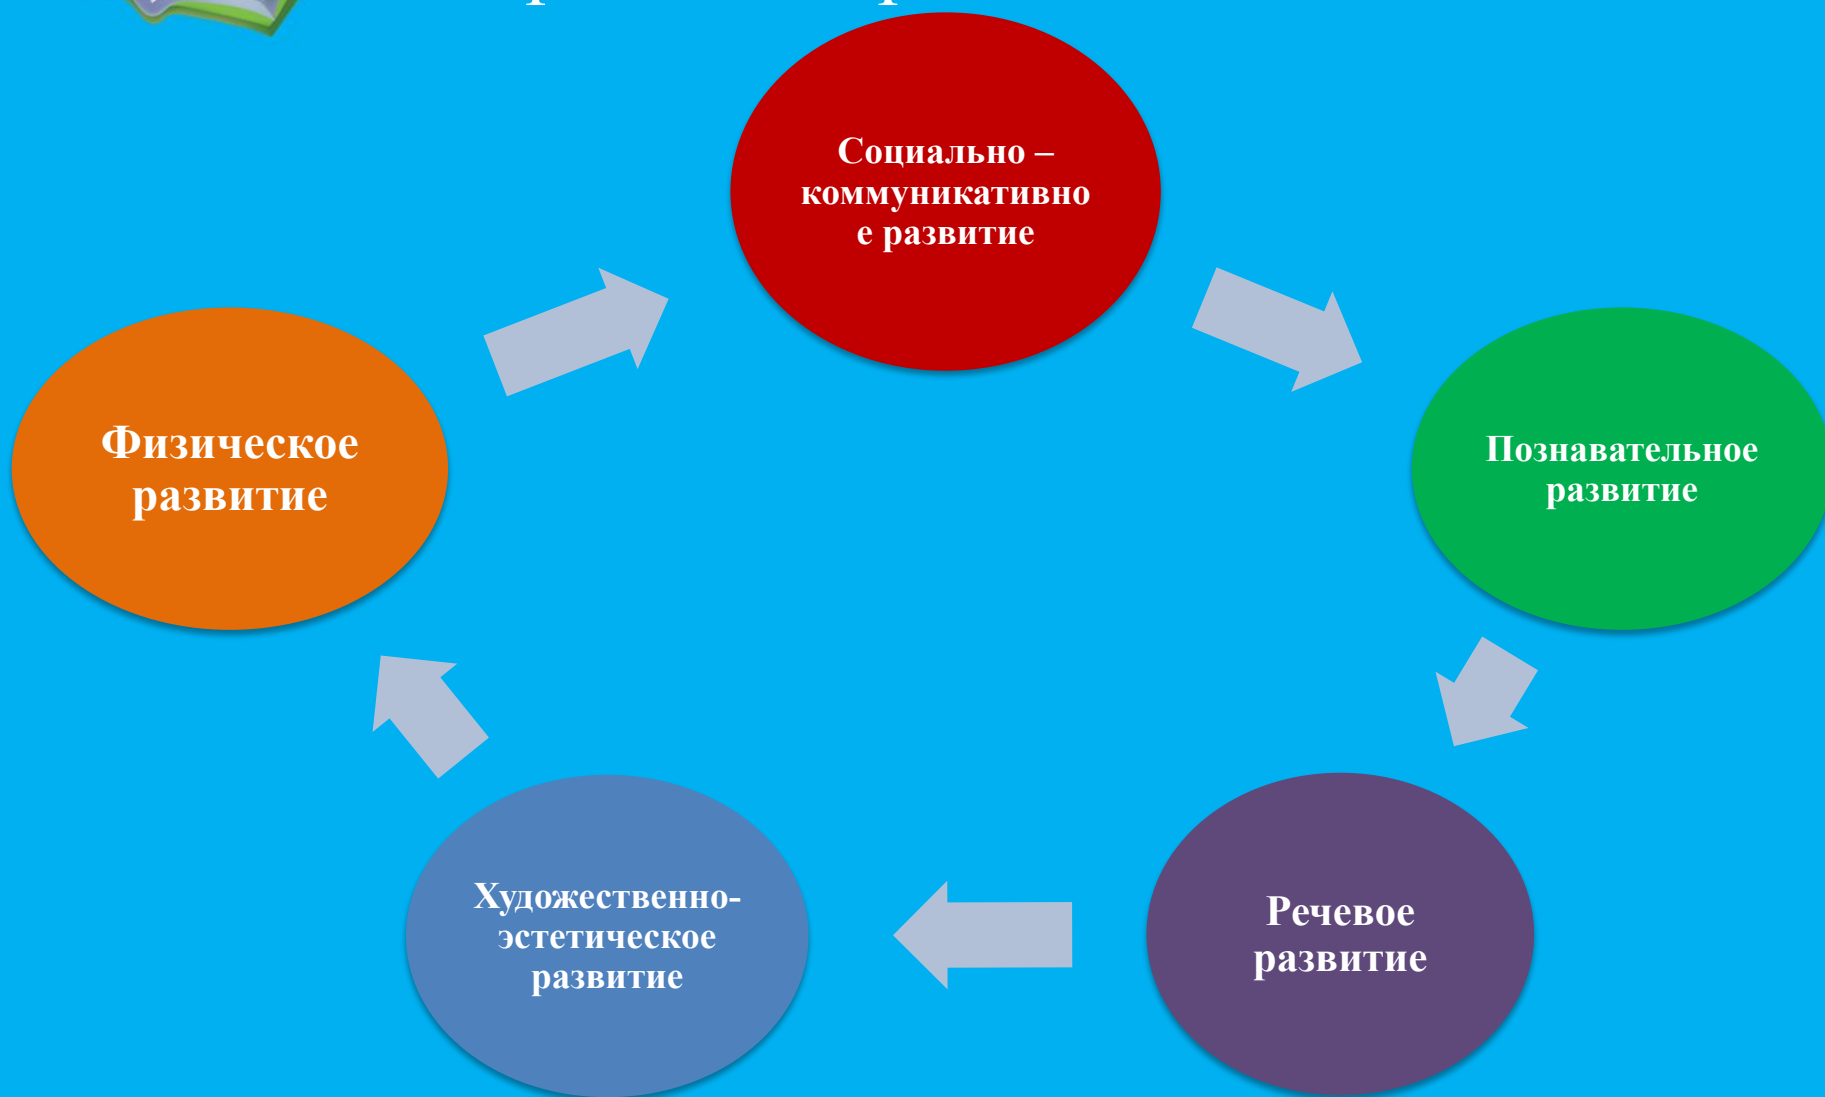 Социально –
коммуникативно
е развитие
Познавательное
развитие
Речевое
развитие
Художественно-
эстетическое
развитие
Физическое
развитие